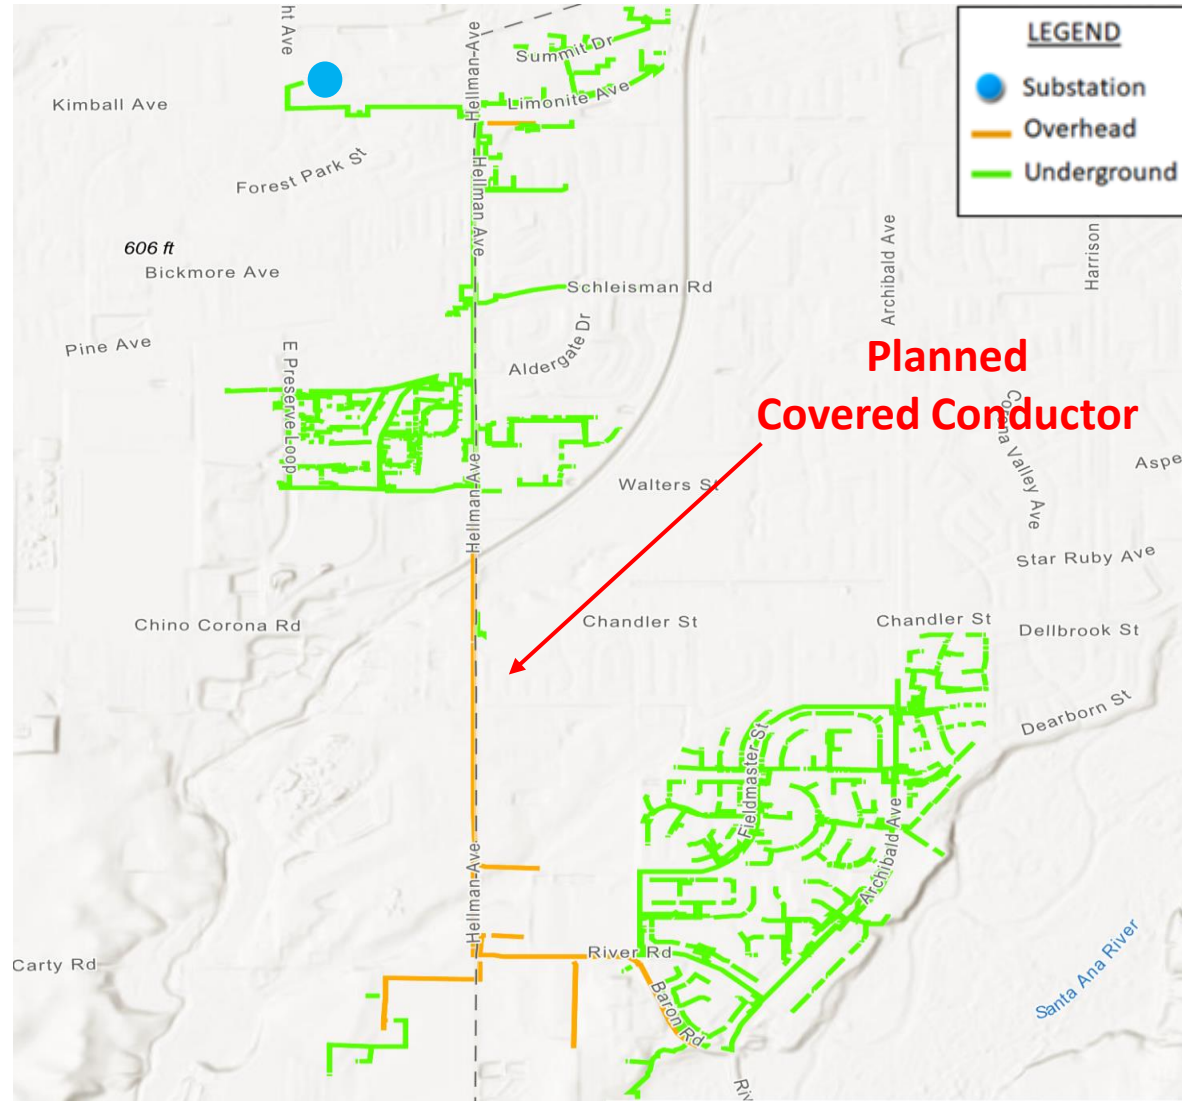 ht Ave
Hellman-Ave
Summit Dr
LEGEND
Substation
Overhead
Underground
Kimball Ave
Limonite Ave
Forest Park St
Hellman Ave
606 ft
Bickmore Ave
Archibald Ave
Harrison
Schleisman Rd
Pine Ave
E Preserve Loop
Aldergate Dr
Planned
Covered Conductor
Corona Valley Ave
Hellman-Ave
Walters St
Aspe
Star Ruby Ave
Chino Corona Rd
Chandler St
Chandler St
Dellbrook St
Dearborn St
Fieldmaster St
Archibald Ave
Hellman-Ave
River Rd
Carty Rd
Baron Rd
Santa Ana River
Riv